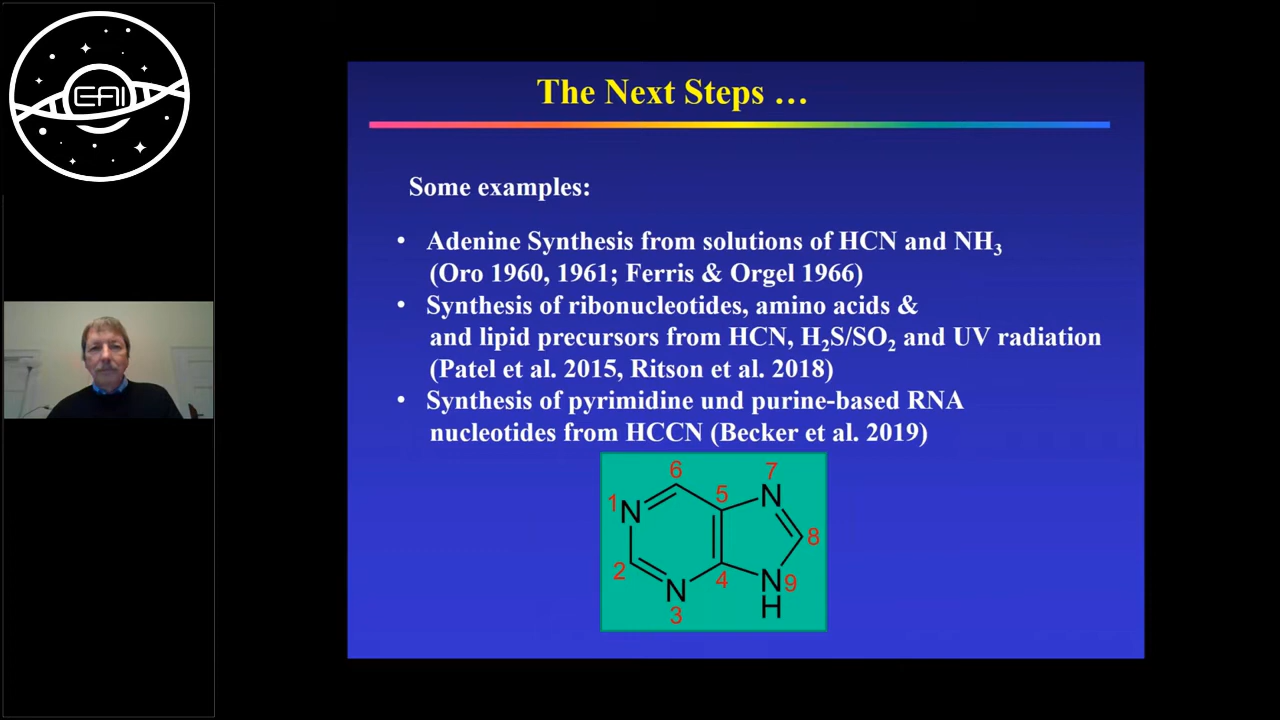 EAI
The Next Steps …
Some examples:
• Adenine Synthesis from solutions of HCN and NH₃
(Oro 1960, 1961; Ferris & Orgel 1966)
• Synthesis of ribonucleotides, amino acids &
and lipid precursors from HCN, H₂S/SO₂ and UV radiation
(Patel et al. 2015, Ritson et al. 2018)
• Synthesis of pyrimidine und purine-based RNA
nucleotides from HCCN (Becker et al. 2019)
6 7
1 N 5 N
8
2 4 N 9
N H
3